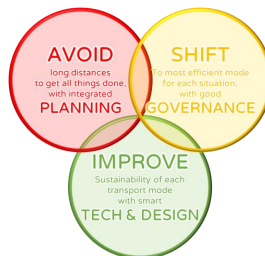 AVOID
long distances
to get all things done,
with integrated
PLANNING
SHIFT
To most efficient mode
for each situation,
with good
GOVERNANCE
IMPROVE
Sustainability of each
transport mode
with smart
TECH & DESIGN